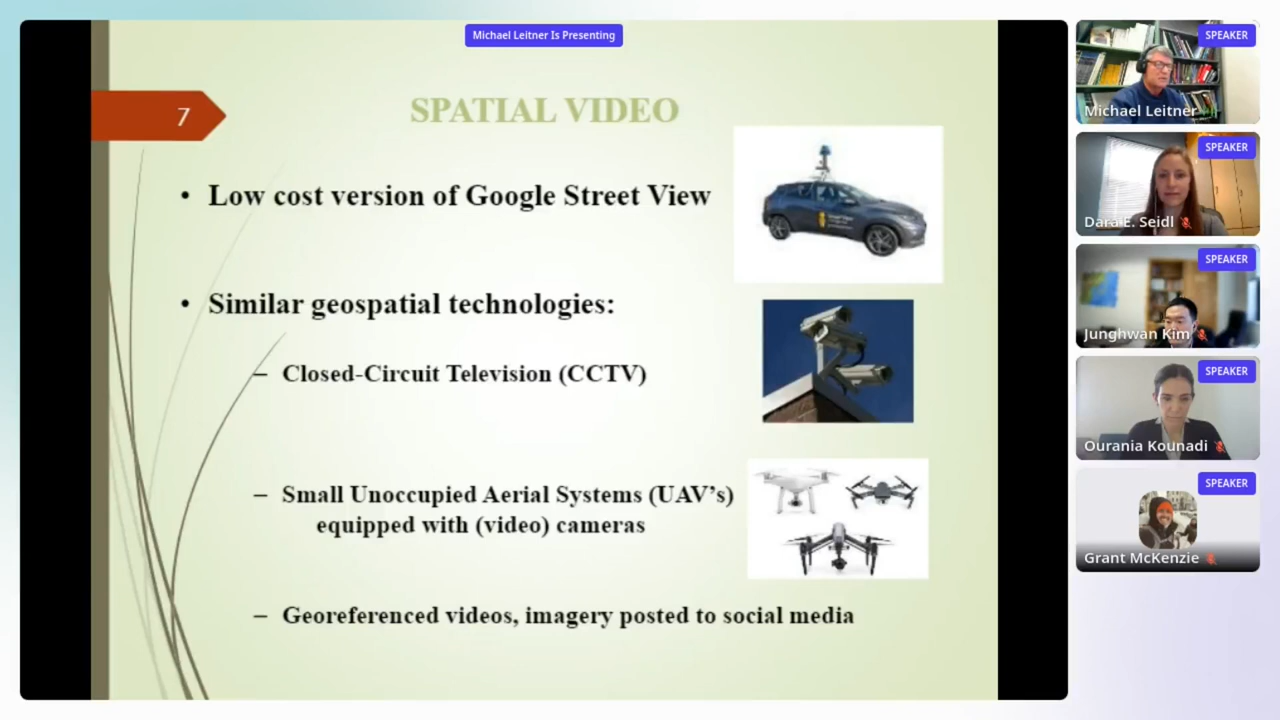 Michael Leitner Is Presenting
7
SPATIAL VIDEO
• Low cost version of Google Street View
• Similar geospatial technologies:
– Closed-Circuit Television (CCTV)
– Small Unoccupied Aerial Systems (UAV's)
equipped with (video) cameras
– Georeferenced videos, imagery posted to social media
SPEAKER
Michael Leitner
SPEAKER
Dara E. Seidl
SPEAKER
Junghwan Kim
SPEAKER
Ourania Kounadi
SPEAKER
Grant McKenzie